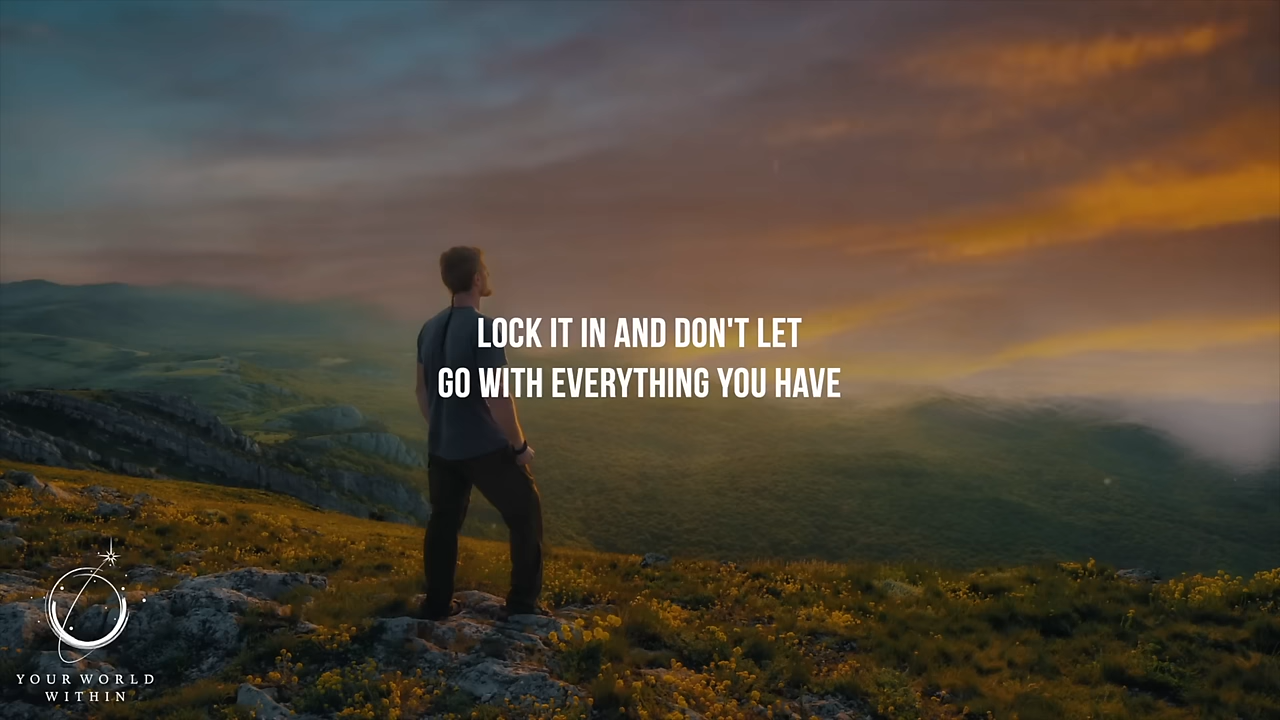 LOCK IT IN AND DON'T LET
GO WITH EVERYTHING YOU HAVE
YOUR WORLD
WITHIN